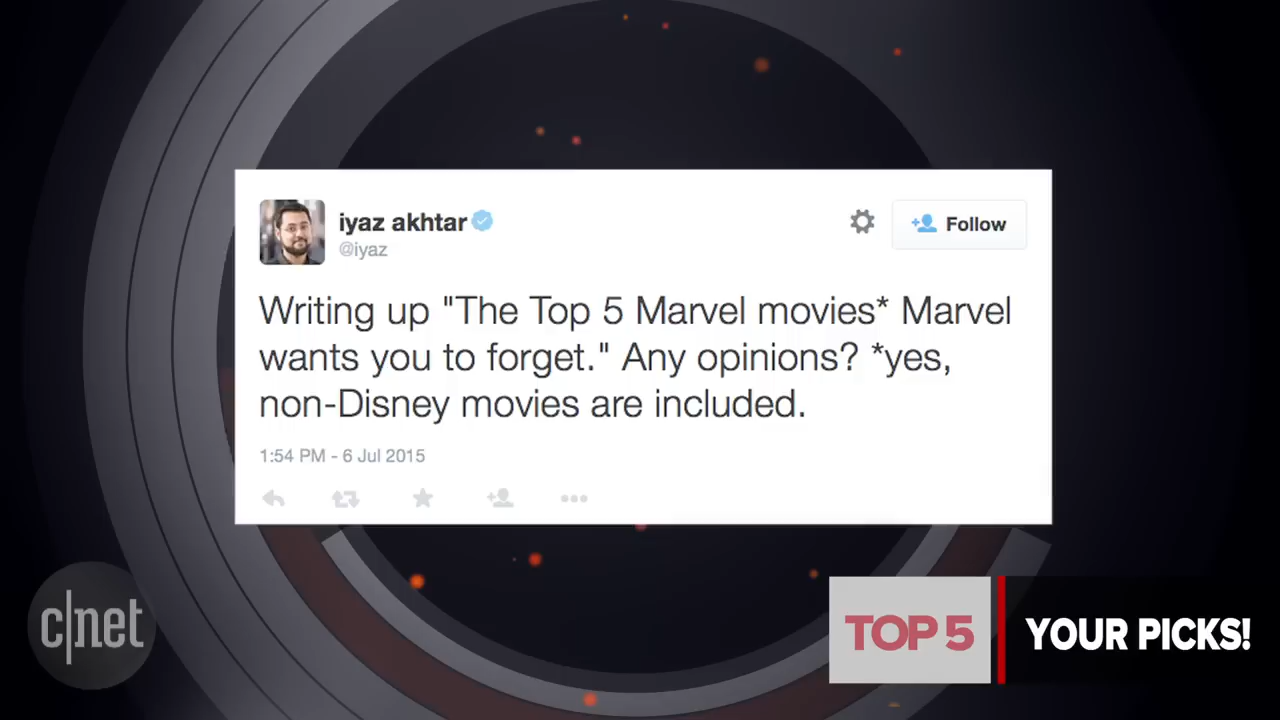 iyaz akhtar
@iyaz
Follow
Writing up "The Top 5 Marvel movies* Marvel
wants you to forget." Any opinions? *yes,
non-Disney movies are included.
1:54 PM - 6 Jul 2015
c|net
TOP 5
YOUR PICKS!